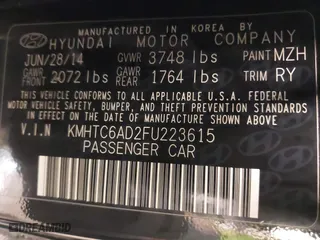 MANUFACTURED IN KOREA BY
HYUNDAI MOTOR COMPANY
JUN/28/14 GVWR 3748 lbs PAINT MZH
GAWR FRONT 2072 lbs GAWR REAR 1764 lbs TRIM RY
THIS VEHICLE CONFORMS TO ALL APPLICABLE U.S.A FEDERAL
MOTOR VEHICLE SAFETY, BUMPER, AND THEFT PREVENTION STANDARDS
IN EFFECT ON THE DATE OF MANUFACTURE SHOWN ABOVE.
V.I.N KMHTC6AD2FU223615
PASSENGER CAR